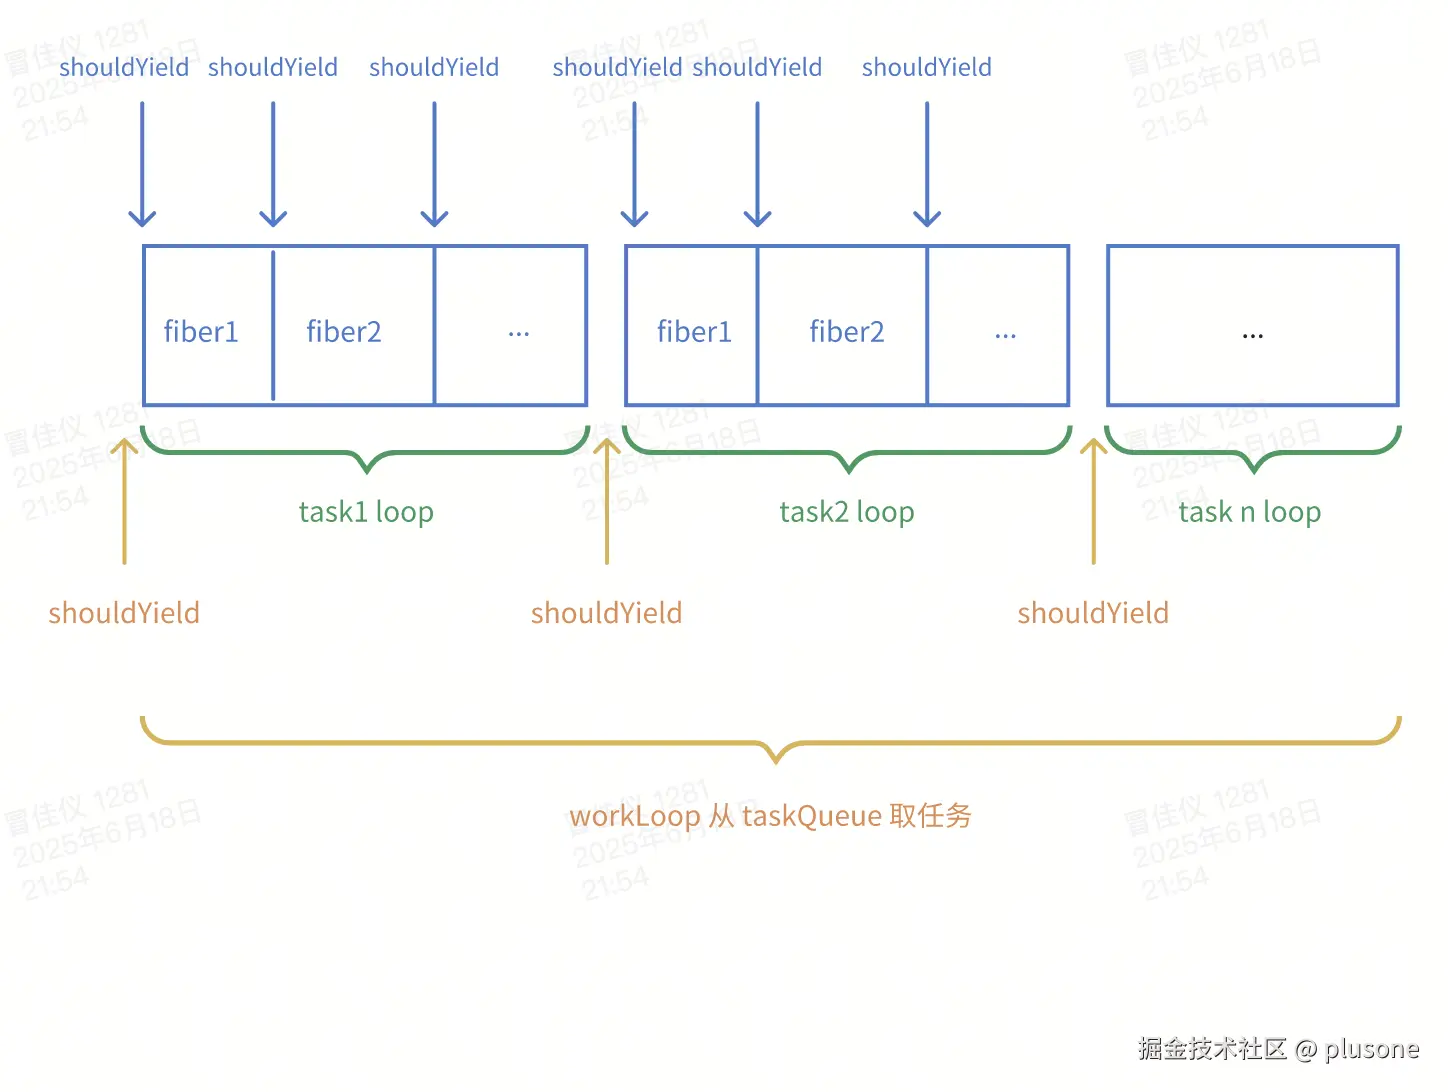 shouldYield shouldYield shouldYield shouldYield shouldYield shouldYield
fiber1 fiber2 ... fiber1 fiber2 ... ...
task1 loop task2 loop task n loop
shouldYield shouldYield shouldYield
workLoop 从 taskQueue 取任务
冒佳仪 1281
2025年6月18日
21:54
冒佳仪 1281
2025年6月18日
21:54
冒佳仪 1281
2025年6月18日
21:54
冒佳仪 1281
2025年6月18日
21:54
冒佳仪 1281
2025年6月18日
21:54
冒佳仪 1281
2025年6月18日
21:54
冒佳仪 1281
2025年6月18日
21:54
冒佳仪 1281
2025年6月18日
21:54
冒佳仪 1281
2025年6月18日
21:54
掘金技术社区 @ plusone